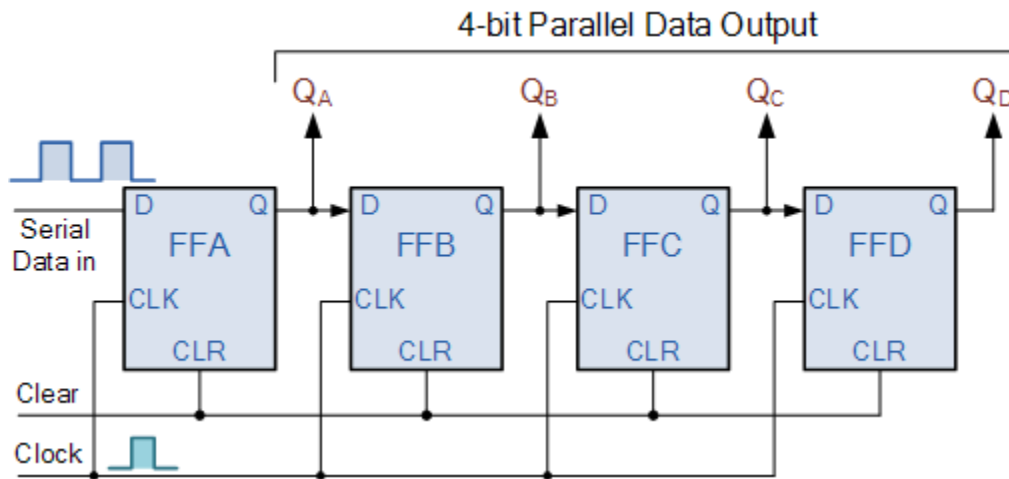 4-bit Parallel Data Output
QA QB QC QD
D Q D Q D Q D Q
Serial
Data in
FFA FFB FFC FFD
CLK CLK CLK CLK
CLR CLR CLR CLR
Clear
Clock